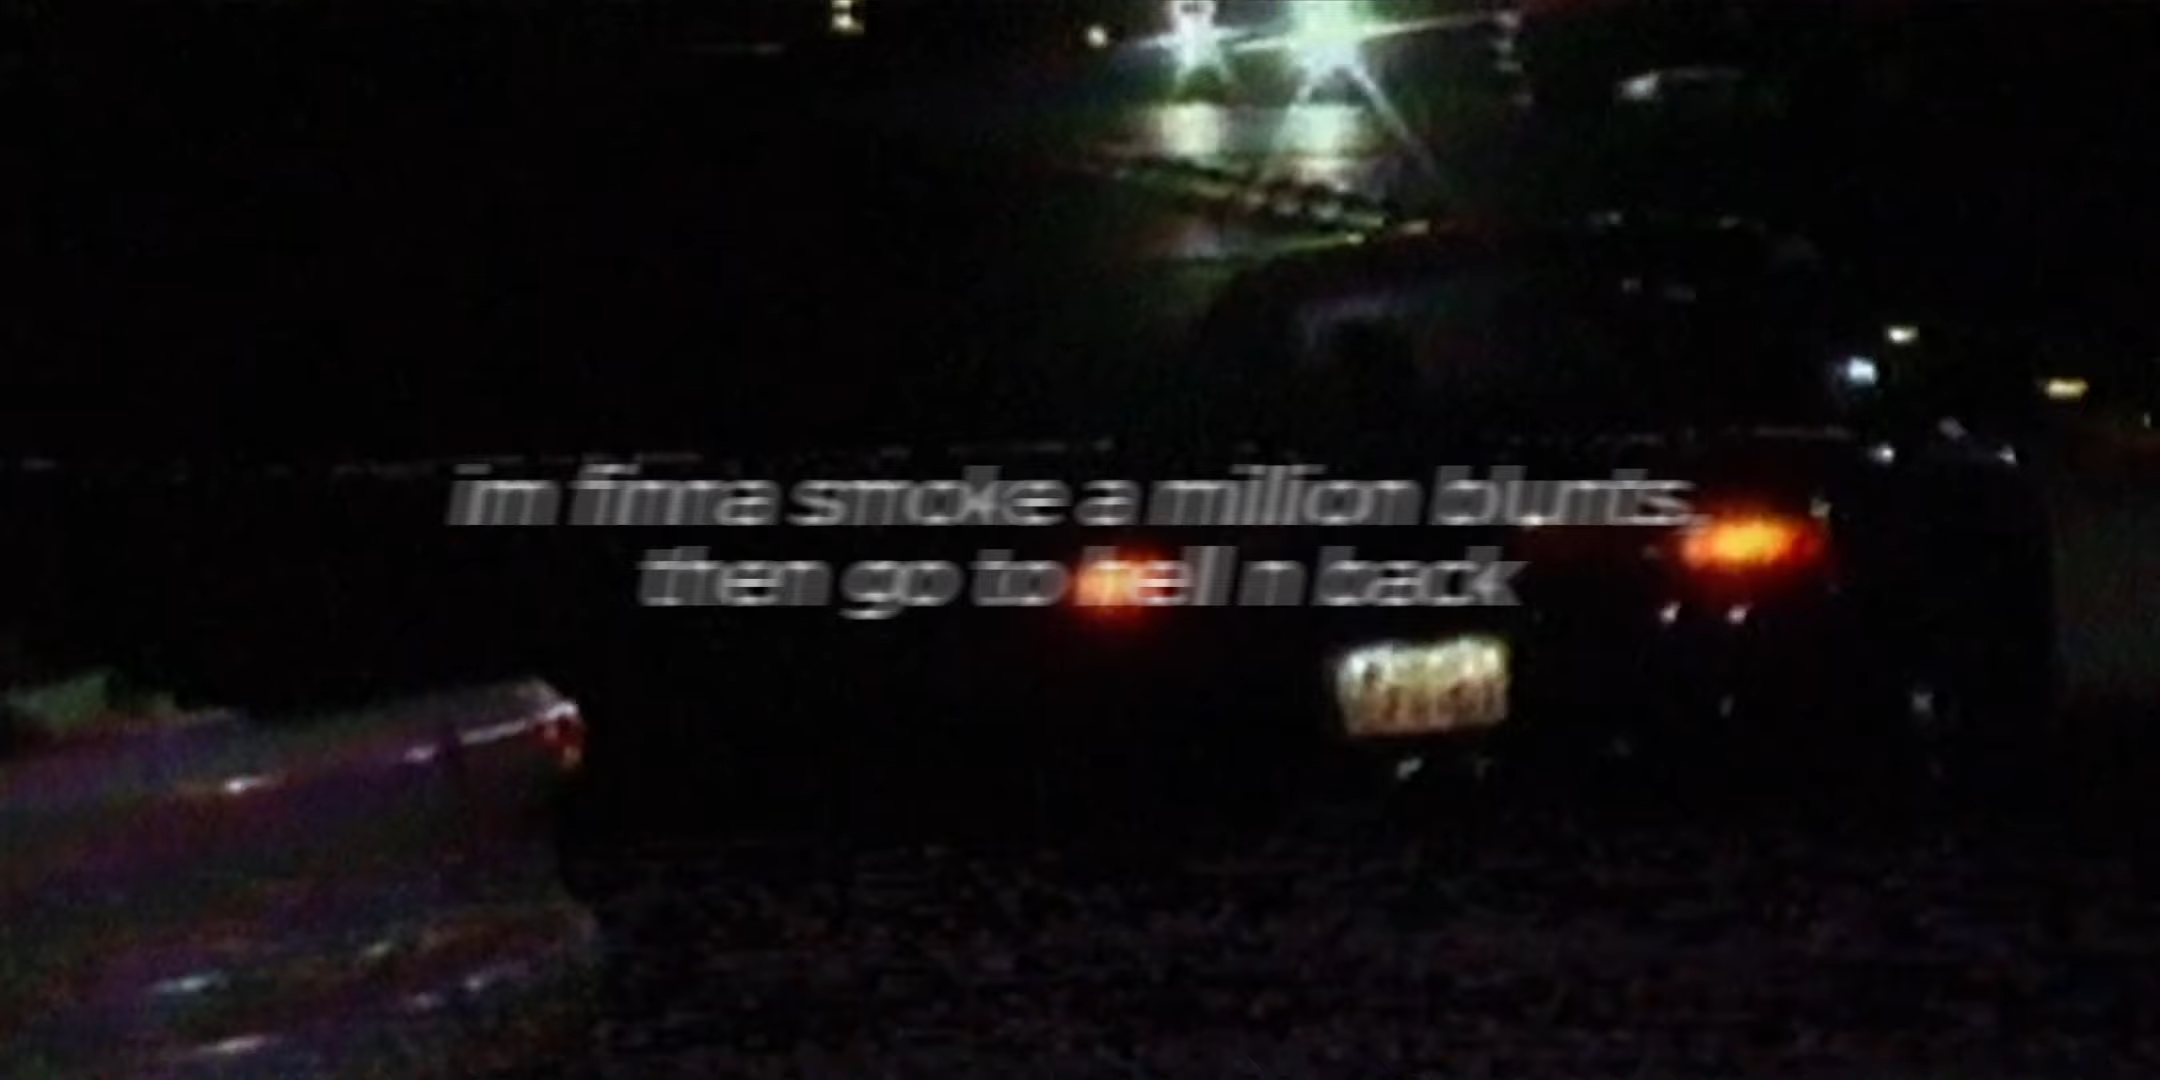 im finna smoke a million blunts,
then go to hell n back